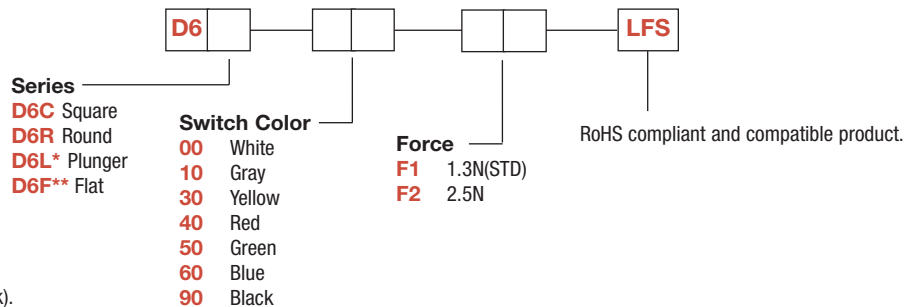 D6
LFS
Series
D6C Square
D6R Round
D6L* Plunger
D6F** Flat
Switch Color
00 White
10 Gray
30 Yellow
40 Red
50 Green
60 Blue
90 Black
Force
F1 1.3N(STD)
F2 2.5N
RoHS compliant and compatible product.
k).